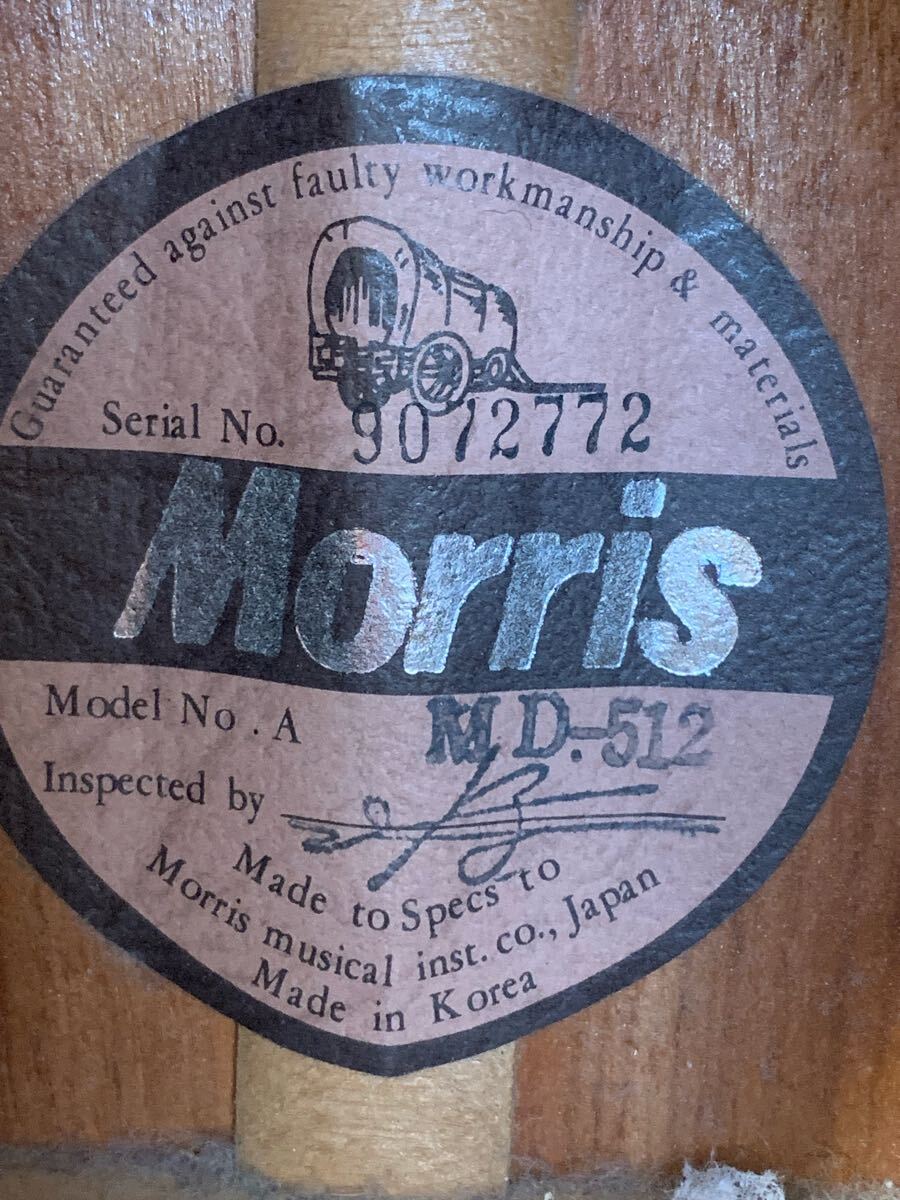 Guaranteed against faulty workmanship & materials
Serial No. 9072772
Morris
Model No. A MD.-512
Inspected by
Made to Specs to
Morris musical inst. co., Japan
Made in Korea